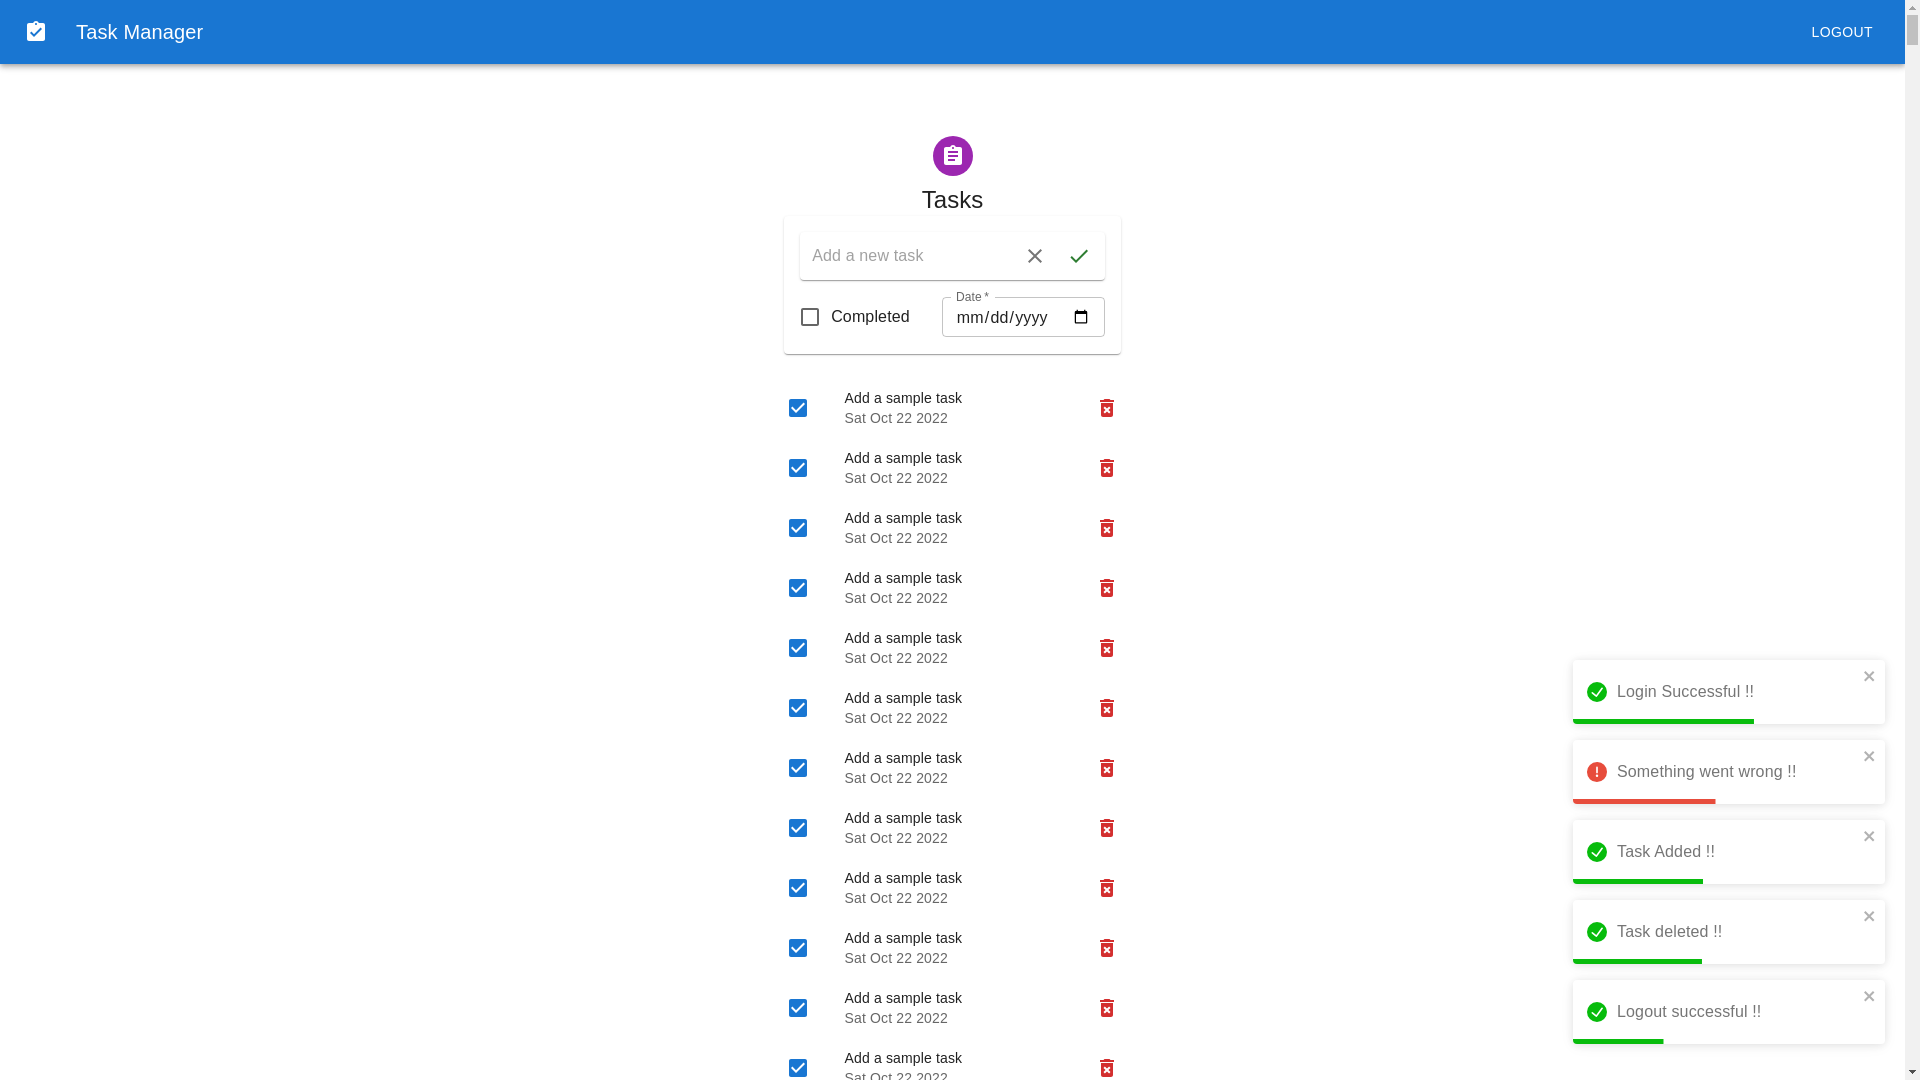 Task Manager
LOGOUT
Tasks
Add a new task
Completed
Date *
mm/dd/yyyy
Add a sample task
Sat Oct 22 2022
Add a sample task
Sat Oct 22 2022
Add a sample task
Sat Oct 22 2022
Add a sample task
Sat Oct 22 2022
Add a sample task
Sat Oct 22 2022
Add a sample task
Sat Oct 22 2022
Add a sample task
Sat Oct 22 2022
Add a sample task
Sat Oct 22 2022
Add a sample task
Sat Oct 22 2022
Add a sample task
Sat Oct 22 2022
Add a sample task
Sat Oct 22 2022
Add a sample task
Sat Oct 22 2022
Login Successful !!
Something went wrong !!
Task Added !!
Task deleted !!
Logout successful !!